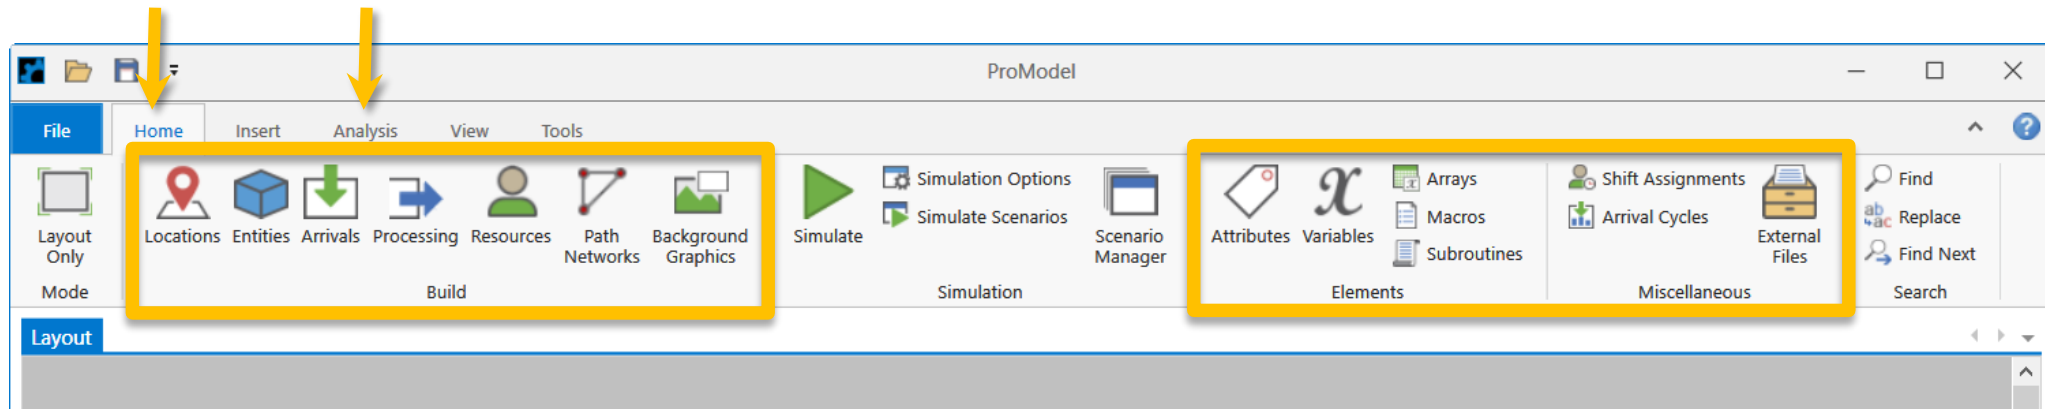 ProModel
File
Home
Insert
Analysis
View
Tools
Layout
Only
Mode
Locations
Entities
Arrivals
Processing
Resources
Path
Networks
Background
Graphics
Build
Simulate
Simulation Options
Simulate Scenarios
Scenario
Manager
Simulation
Attributes
Variables
Arrays
Macros
Subroutines
Elements
Shift Assignments
Arrival Cycles
External
Files
Miscellaneous
Find
Replace
Find Next
Search
Layout